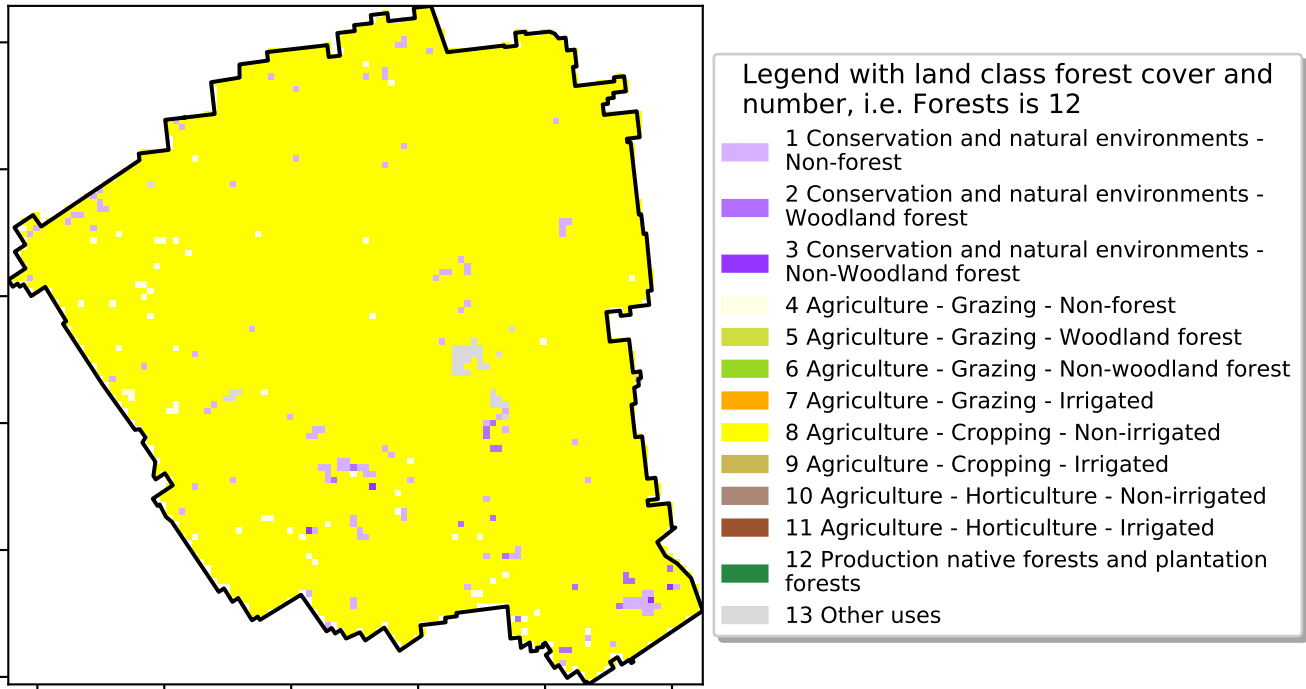 Legend with land class forest cover and
number, i.e. Forests is 12
1 Conservation and natural environments -
Non-forest
2 Conservation and natural environments -
Woodland forest
3 Conservation and natural environments -
Non-Woodland forest
4 Agriculture - Grazing - Non-forest
5 Agriculture - Grazing - Woodland forest
6 Agriculture - Grazing - Non-woodland forest
7 Agriculture - Grazing - Irrigated
8 Agriculture - Cropping - Non-irrigated
9 Agriculture - Cropping - Irrigated
10 Agriculture - Horticulture - Non-irrigated
11 Agriculture - Horticulture - Irrigated
12 Production native forests and plantation
forests
13 Other uses